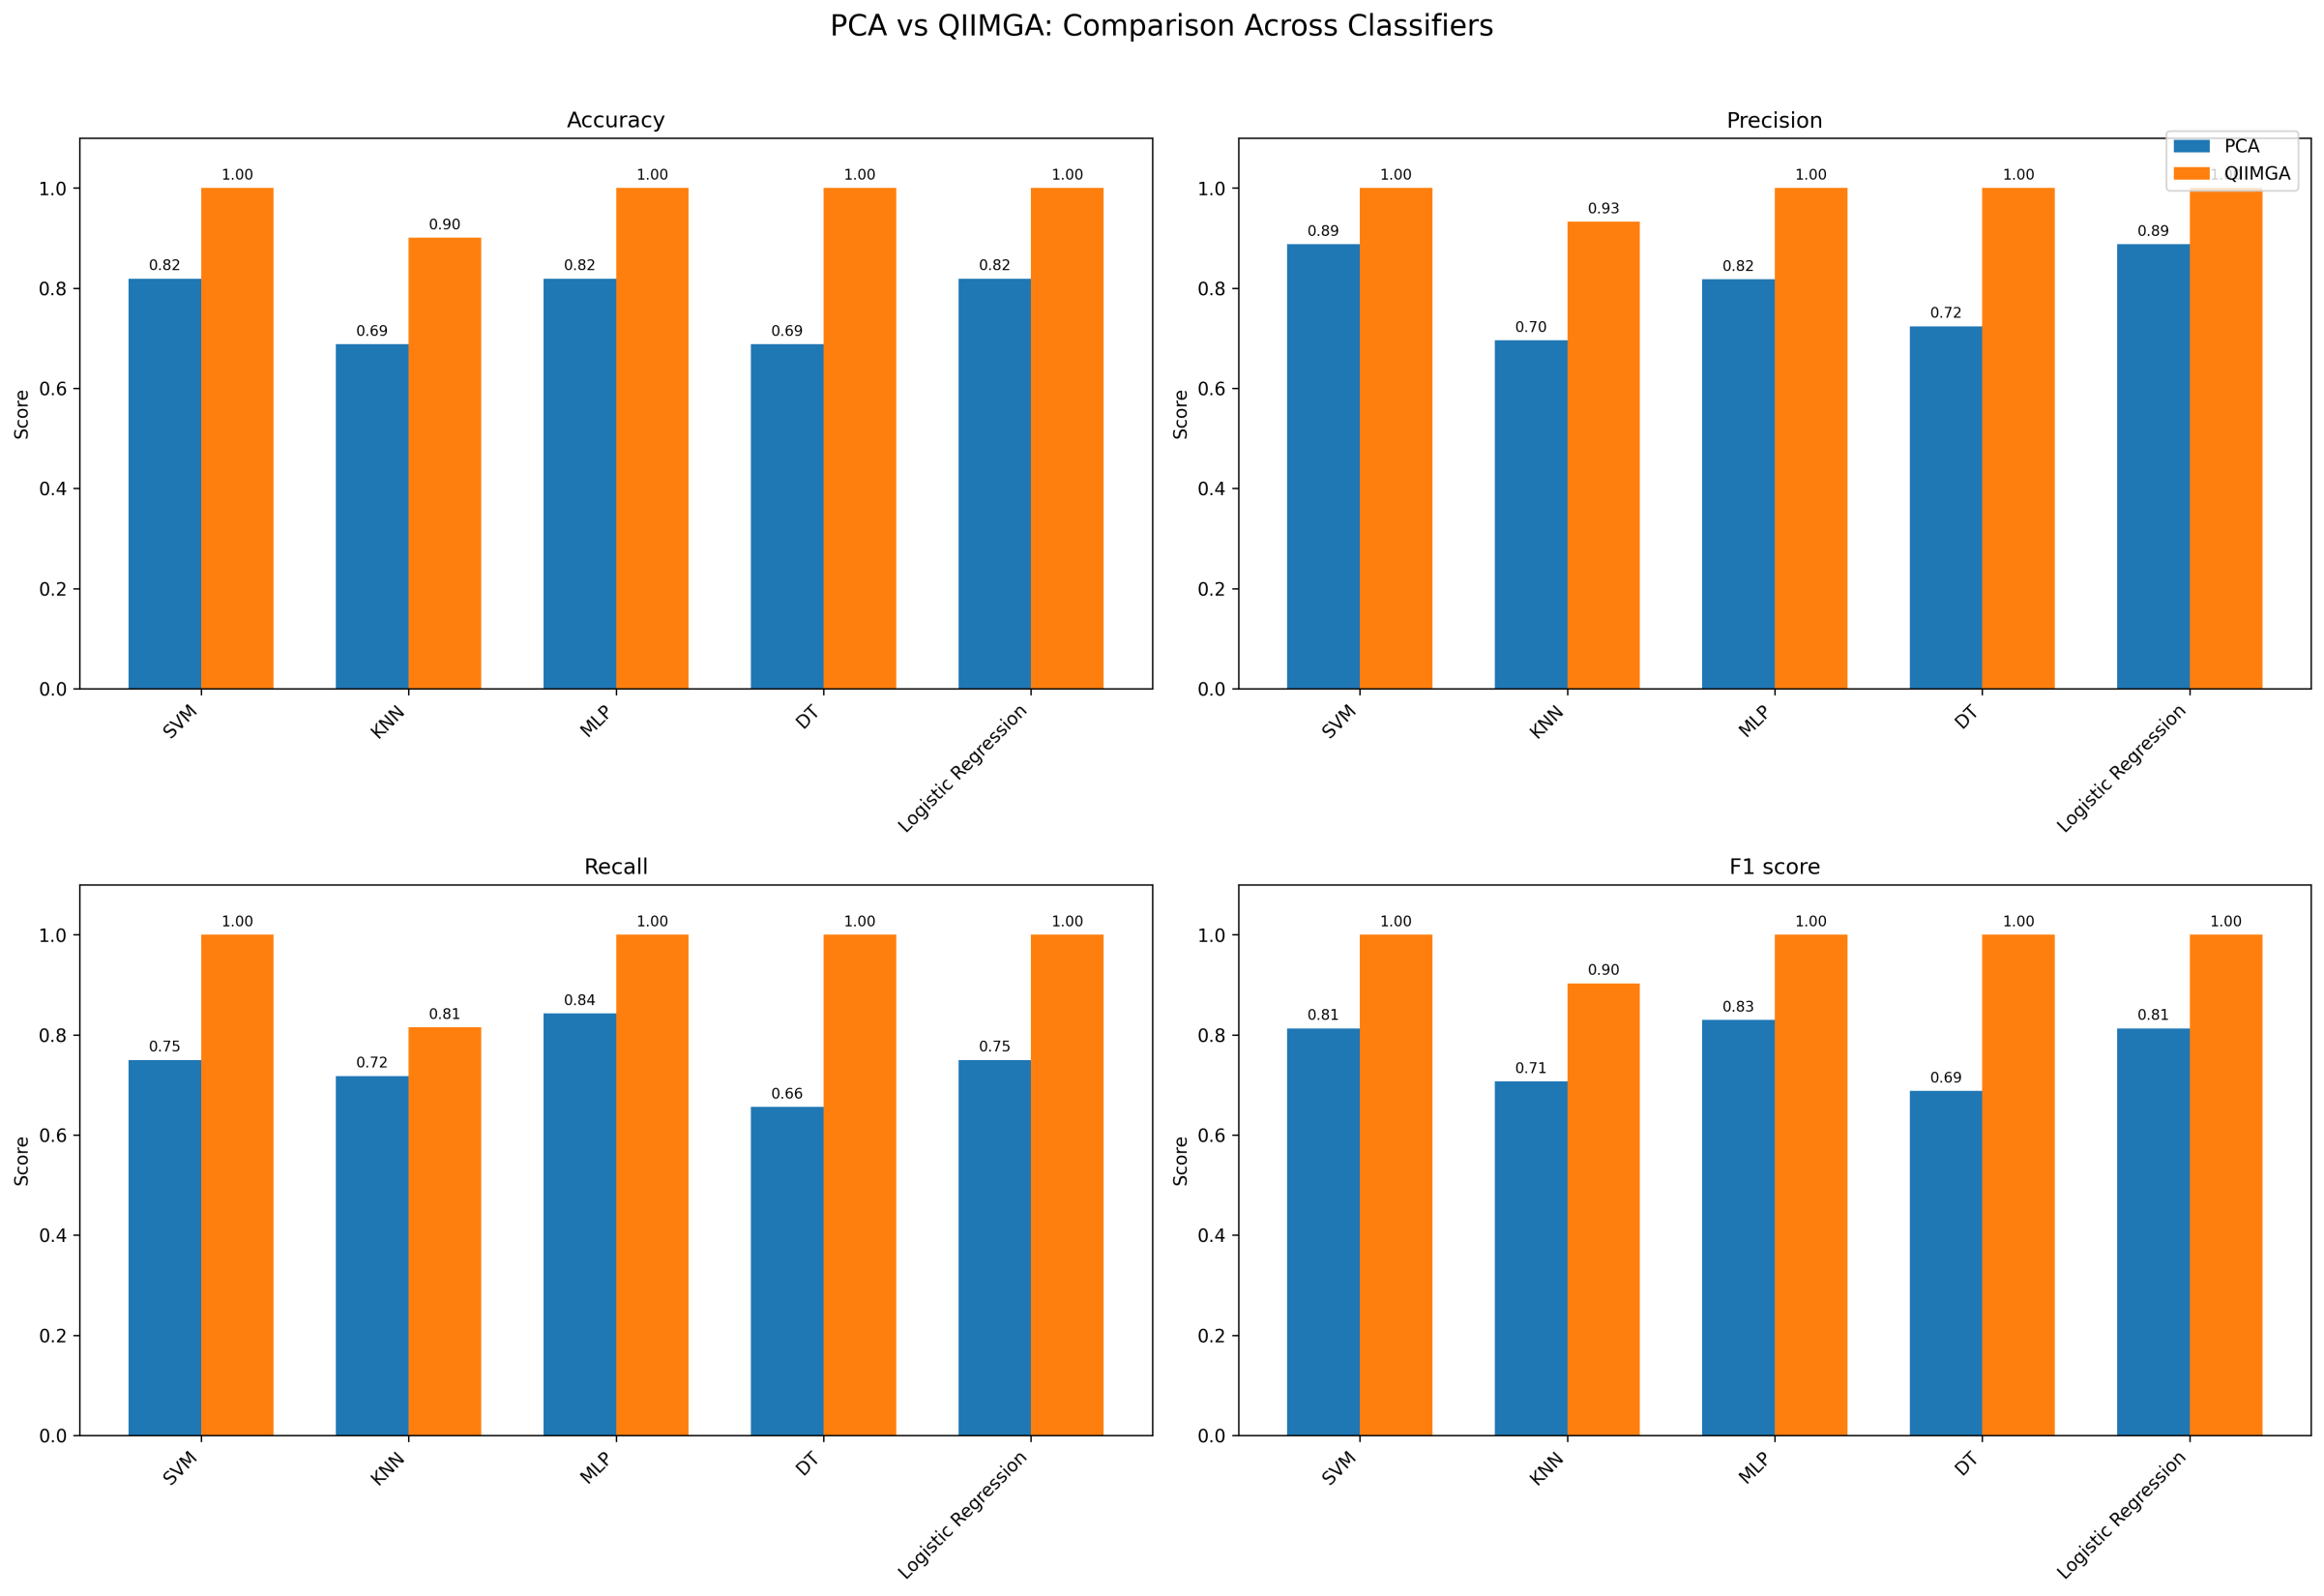 PCA vs QIIMGA: Comparison Across Classifiers
Accuracy
Score
1.0
0.8
0.6
0.4
0.2
0.0
0.82
1.00
0.69
0.90
0.82
1.00
0.69
1.00
0.82
1.00
SVM
KNN
MLP
DT
Logistic Regression
Precision
PCA
QIIMGA
Score
1.0
0.8
0.6
0.4
0.2
0.0
0.89
1.00
0.70
0.93
0.82
1.00
0.72
1.00
0.89
SVM
KNN
MLP
DT
Logistic Regression
Recall
Score
1.0
0.8
0.6
0.4
0.2
0.0
0.75
1.00
0.72
0.81
0.84
1.00
0.66
1.00
0.75
1.00
SVM
KNN
MLP
DT
Logistic Regression
F1 score
Score
1.0
0.8
0.6
0.4
0.2
0.0
0.81
1.00
0.71
0.90
0.83
1.00
0.69
1.00
0.81
1.00
SVM
KNN
MLP
DT
Logistic Regression